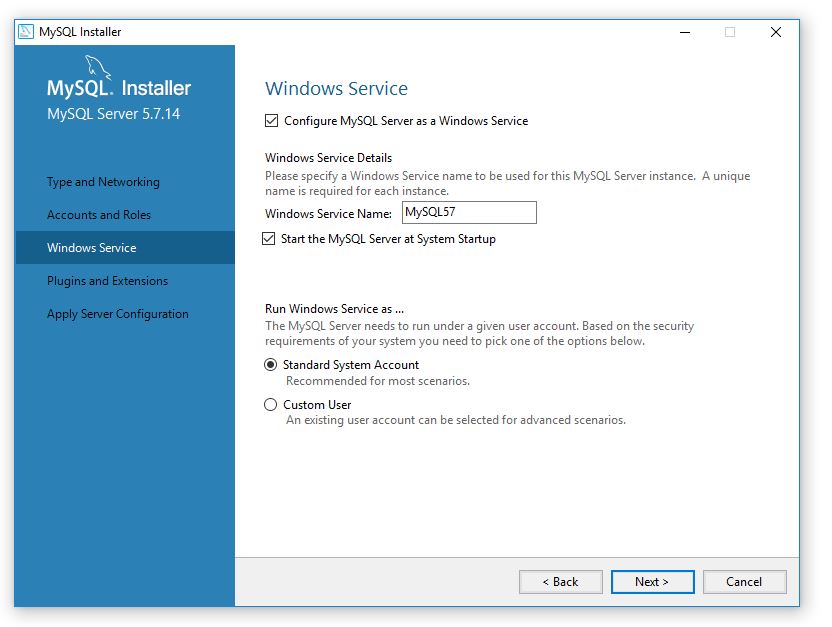 MySQL Installer
MySQL. Installer
MySQL Server 5.7.14
Type and Networking
Accounts and Roles
Windows Service
Plugins and Extensions
Apply Server Configuration
Windows Service
Configure MySQL Server as a Windows Service
Windows Service Details
Please specify a Windows Service name to be used for this MySQL Server instance. A unique
name is required for each instance.
Windows Service Name: MySQL57
Start the MySQL Server at System Startup
Run Windows Service as ...
The MySQL Server needs to run under a given user account. Based on the security
requirements of your system you need to pick one of the options below.
Standard System Account
Recommended for most scenarios.
Custom User
An existing user account can be selected for advanced scenarios.
< Back Next > Cancel